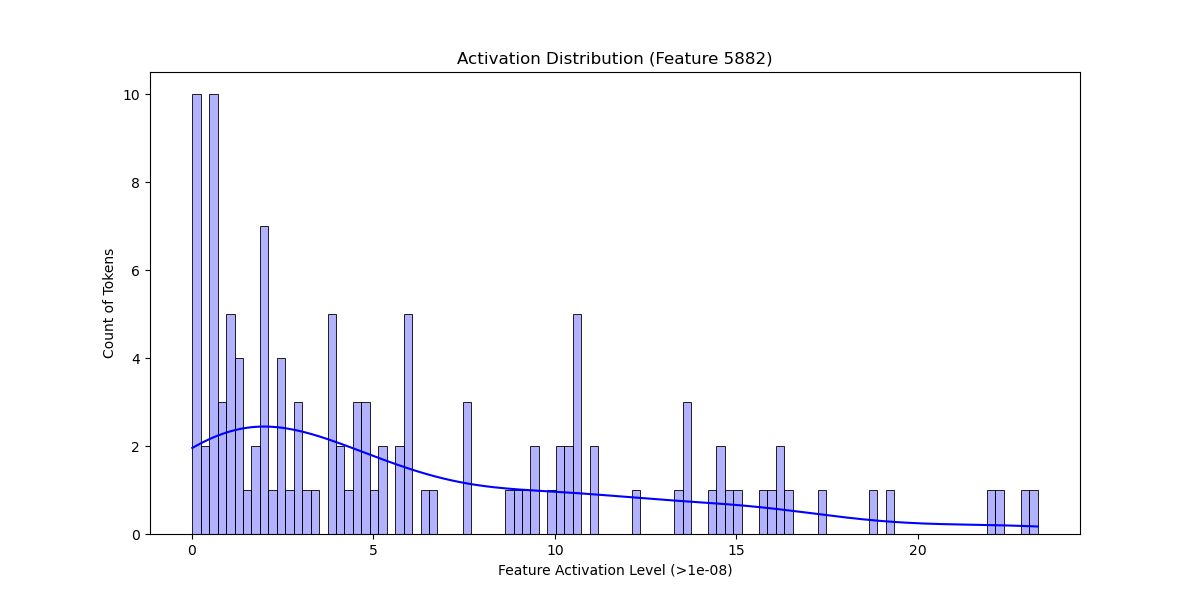 Activation Distribution (Feature 5882)
10
8
6
4
2
0
Count of Tokens
0 5 10 15 20
Feature Activation Level (>1e-08)